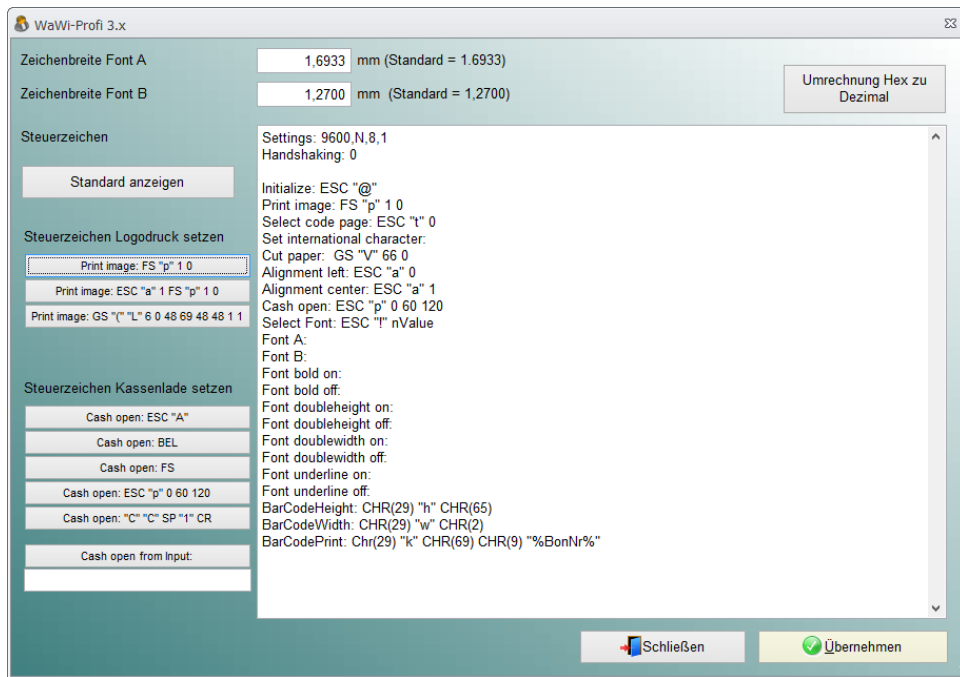 WaWi-Profi 3.x
Zeichenbreite Font A
1,6933 mm (Standard = 1.6933)
Zeichenbreite Font B
1,2700 mm (Standard = 1,2700)
Umrechnung Hex zu
Dezimal
Steuerzeichen
Standard anzeigen
Steuerzeichen Logodruck setzen
Print image: FS "p" 1 0
Print image: ESC "a" 1 FS "p" 1 0
Print image: GS "(" "L" 6 0 48 69 48 48 1 1
Steuerzeichen Kassenlade setzen
Cash open: ESC "A"
Cash open: BEL
Cash open: FS
Cash open: ESC "p" 0 60 120
Cash open: "C" "C" SP "1" CR
Cash open from Input:
Settings: 9600,N,8,1
Handshaking: 0
Initialize: ESC "@"
Print image: FS "p" 1 0
Select code page: ESC "t" 0
Set international character:
Cut paper:  GS "V" 66 0
Alignment left: ESC "a" 0
Alignment center: ESC "a" 1
Cash open: ESC "p" 0 60 120
Select Font: ESC "!" nValue
Font A:
Font B:
Font bold on:
Font bold off:
Font doubleheight on:
Font doubleheight off:
Font doublewidth on:
Font doublewidth off:
Font underline on:
Font underline off:
BarCodeHeight: CHR(29) "h" CHR(65)
BarCodeWidth: CHR(29) "w" CHR(2)
BarCodePrint: Chr(29) "k" CHR(69) CHR(9) "%BonNr%"
Schließen
Übernehmen